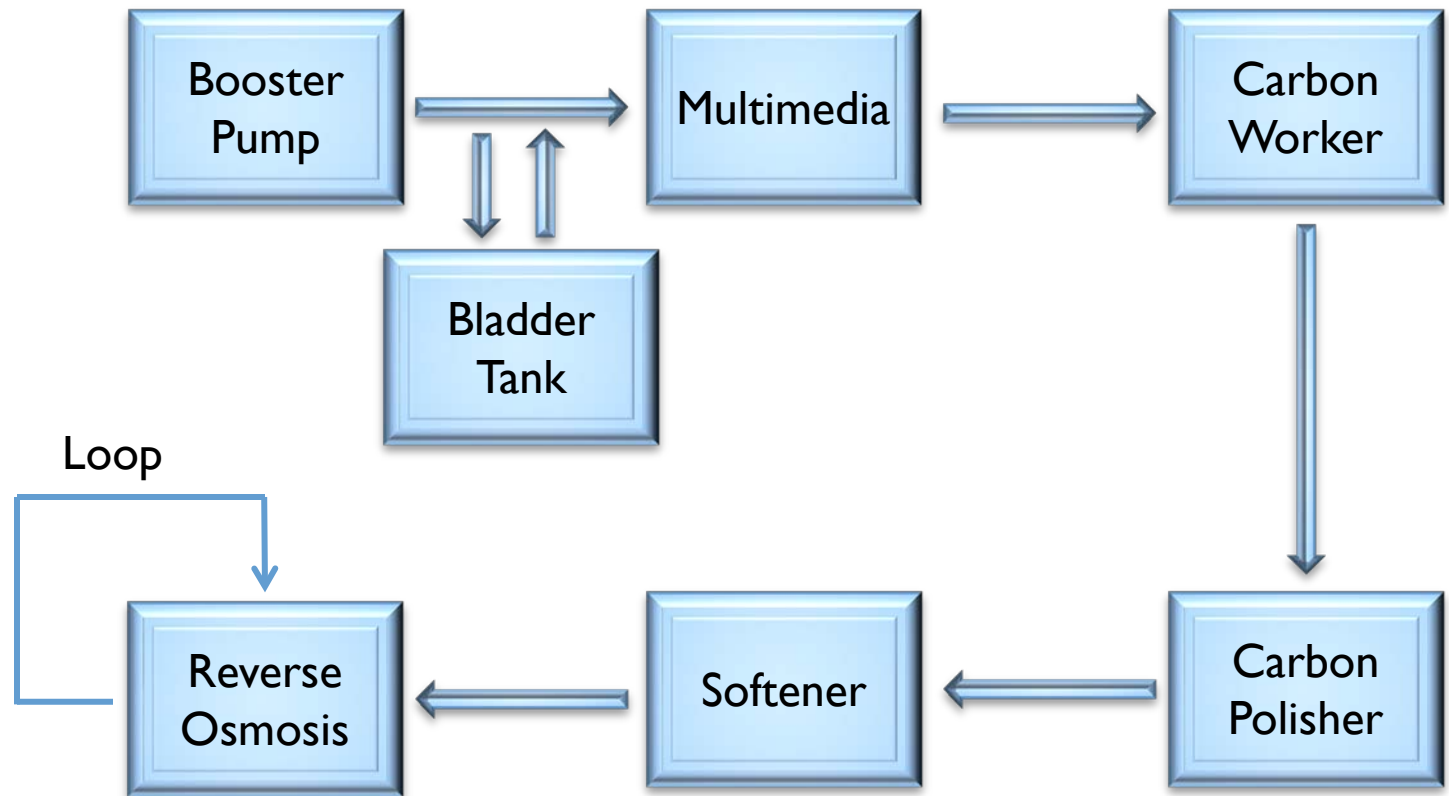 Booster
Pump
Multimedia
Carbon
Worker
Bladder
Tank
Loop
Reverse
Osmosis
Softener
Carbon
Polisher